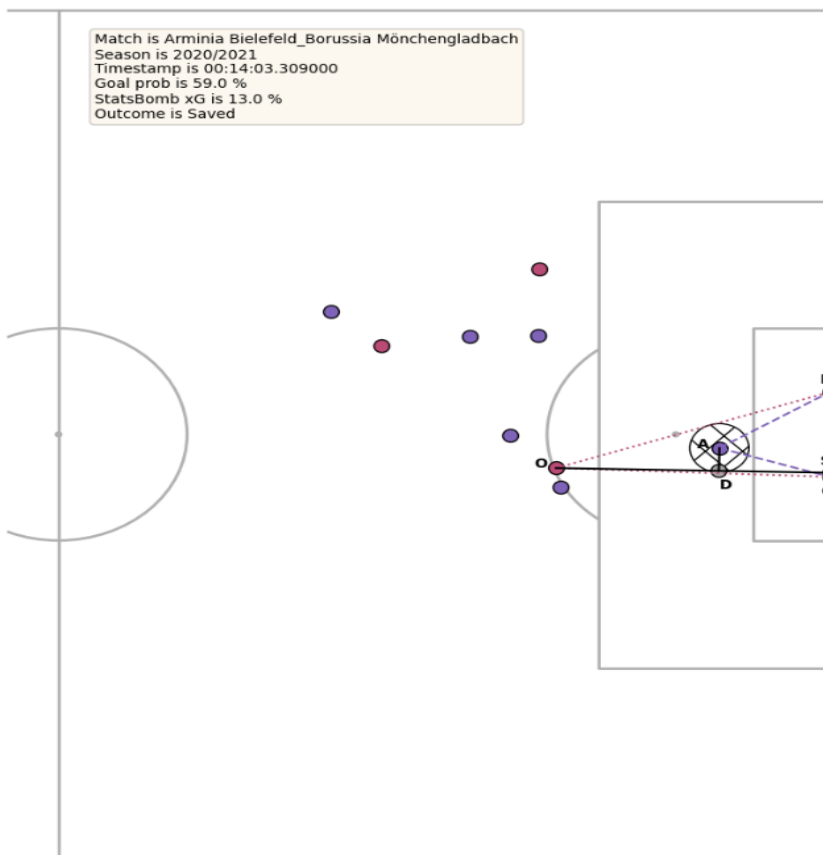 Match is Arminia Bielefeld_Borussia Mönchengladbach
Season is 2020/2021
Timestamp is 00:14:03.309000
Goal prob is 59.0 %
StatsBomb xG is 13.0 %
Outcome is Saved
A
O
D